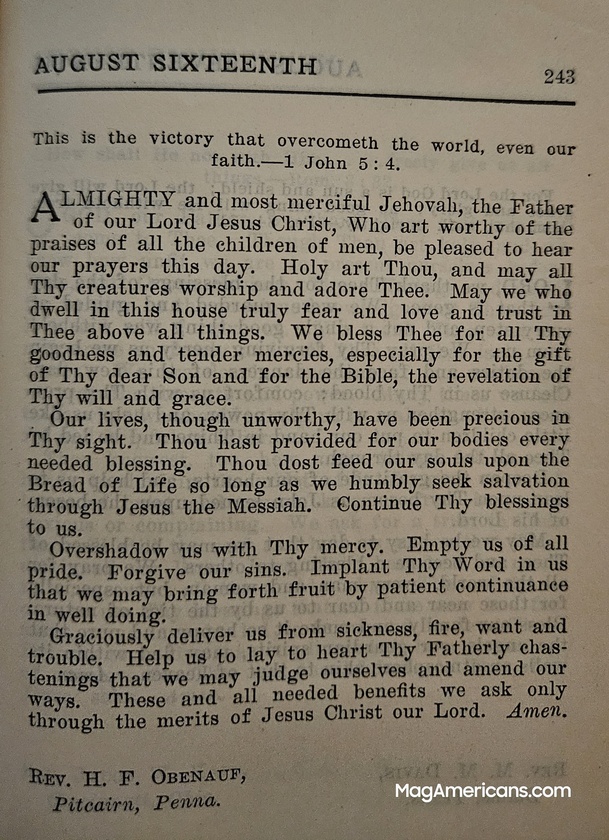 AUGUST SIXTEENTH 243
This is the victory that overcometh the world, even our
faith.—1 John 5:4.
ALMIGHTY and most merciful Jehovah, the Father
of our Lord Jesus Christ, Who art worthy of the
praises of all the children of men, be pleased to hear
our prayers this day. Holy art Thou, and may all
Thy creatures worship and adore Thee. May we who
dwell in this house truly fear and love and trust in
Thee above all things. We bless Thee for all Thy
goodness and tender mercies, especially for the gift
of Thy dear Son and for the Bible, the revelation of
Thy will and grace.
Our lives, though unworthy, have been precious in
Thy sight. Thou hast provided for our bodies every
needed blessing. Thou dost feed our souls upon the
Bread of Life so long as we humbly seek salvation
through Jesus the Messiah. Continue Thy blessings
to us.
Overshadow us with Thy mercy. Empty us of all
pride. Forgive our sins. Implant Thy Word in us
that we may bring forth fruit by patient continuance
in well doing.
Graciously deliver us from sickness, fire, want and
trouble. Help us to lay to heart Thy Fatherly chas-
tenings that we may judge ourselves and amend our
ways. These and all needed benefits we ask only
through the merits of Jesus Christ our Lord. Amen.
REV. H. F. OBENAUF,
Pitcairn, Penna.
MagAmericans.com